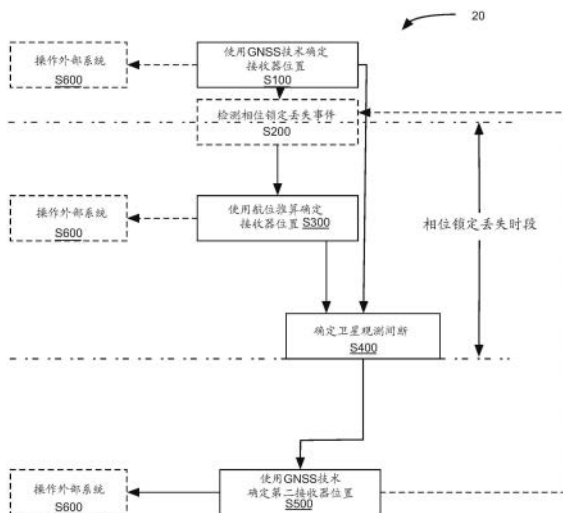 20
使用GNSS技术确定
接收器位置
S100
操作外部系统
S600
检测相位锁定丢失事件
S200
使用航位推算确定
接收器位置 S300
操作外部系统
S600
相位锁定丢失时段
确定卫星观测间断
S400
使用GNSS技术
确定第二接收器位置
S500
操作外部系统
S600